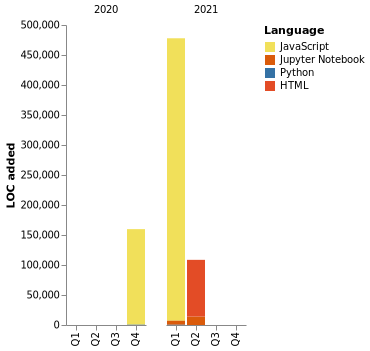 2020 2021
Language
JavaScript
Jupyter Notebook
Python
HTML
LOC added
500,000
450,000
400,000
350,000
300,000
250,000
200,000
150,000
100,000
50,000
0
Q1 Q2 Q3 Q4 Q1 Q2 Q3 Q4